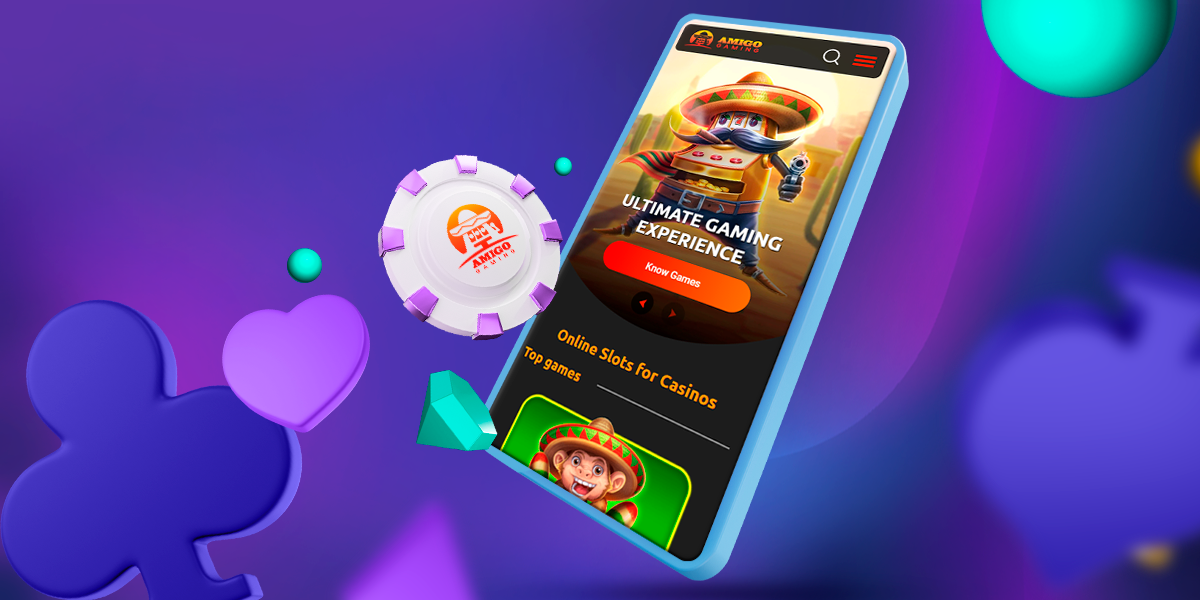 AMIGO
GAMING
ULTIMATE GAMING
EXPERIENCE
Know Games
Online Slots for Casinos
Top games
AMIGO
GAMING